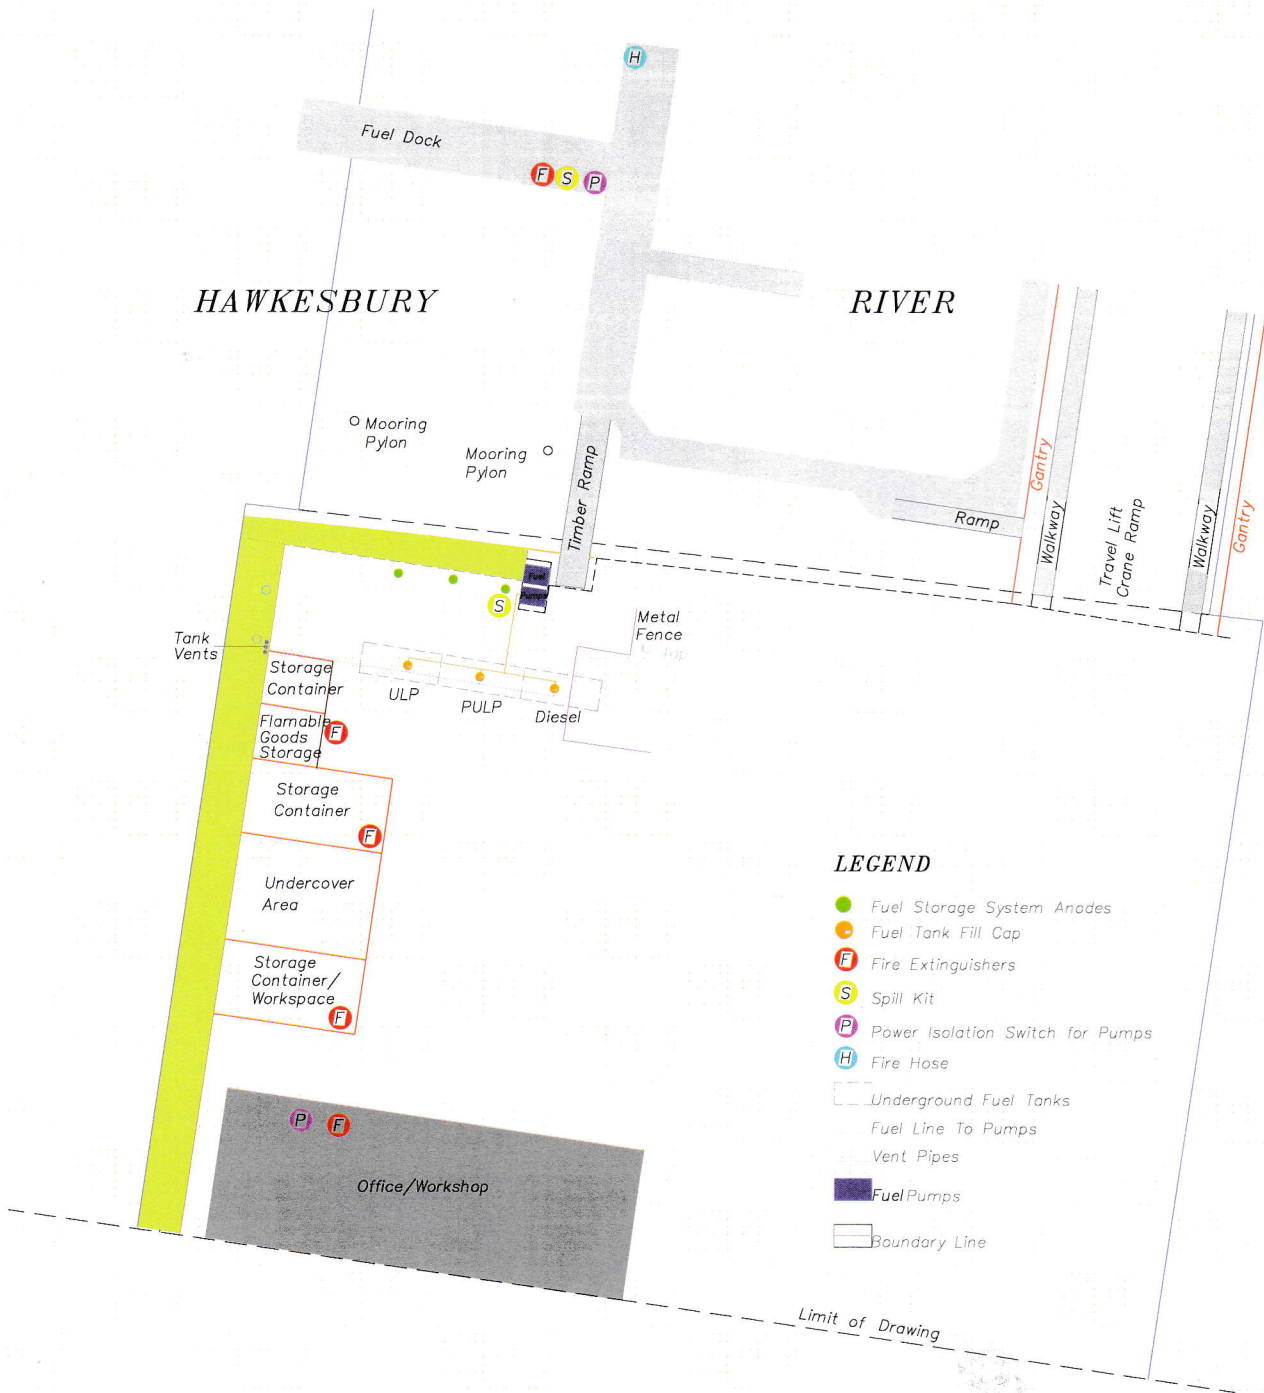 H
Fuel Dock
F
S
P
HAWKESBURY
RIVER
Mooring
Pylon
Mooring
Pylon
Timber Ramp
Gantry
Walkway
Ramp
Travel Lift
Crane Ramp
Walkway
Gantry
Fuel
Pumps
S
Metal
Fence
Tap
Tank
Vents
Storage
Container
ULP
PULP
Diesel
Flamable
Goods
Storage
F
Storage
Container
F
Undercover
Area
Storage
Container/
Workspace
F
P
F
Office/Workshop
LEGEND
Fuel Storage System Anodes
Fuel Tank Fill Cap
F Fire Extinguishers
S Spill Kit
P Power Isolation Switch for Pumps
H Fire Hose
Underground Fuel Tanks
Fuel Line To Pumps
Vent Pipes
Fuel Pumps
Boundary Line
Limit of Drawing